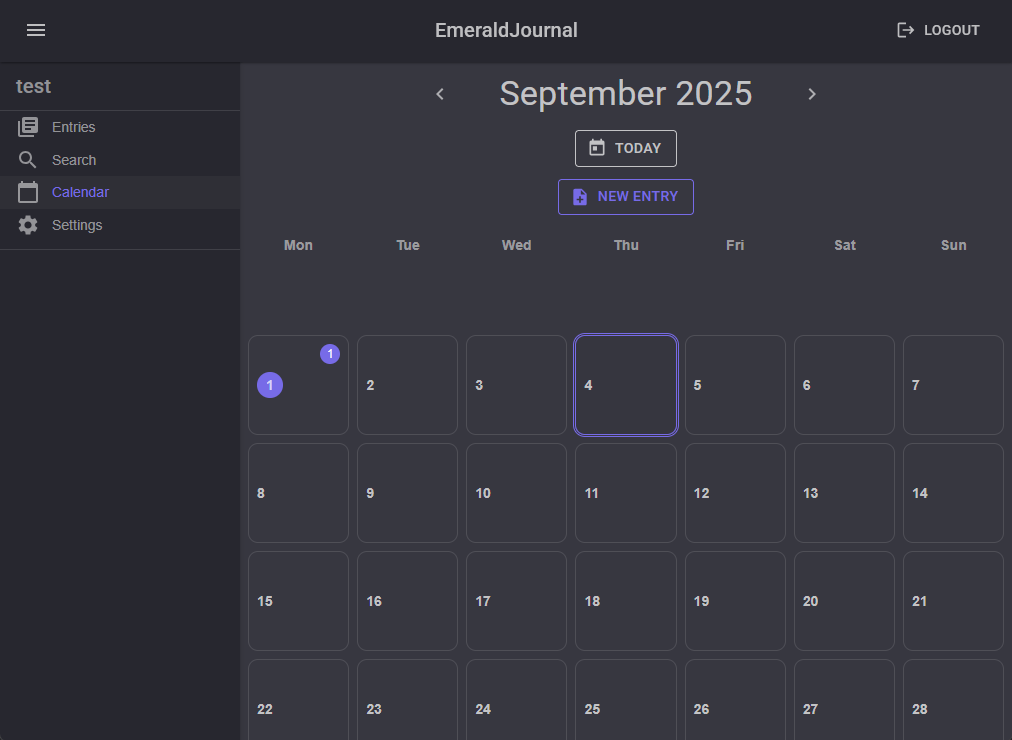 EmeraldJournal
LOGOUT
test
Entries
Search
Calendar
Settings
September 2025
TODAY
NEW ENTRY
Mon Tue Wed Thu Fri Sat Sun
1
1 2 3 4 5 6 7
8 9 10 11 12 13 14
15 16 17 18 19 20 21
22 23 24 25 26 27 28